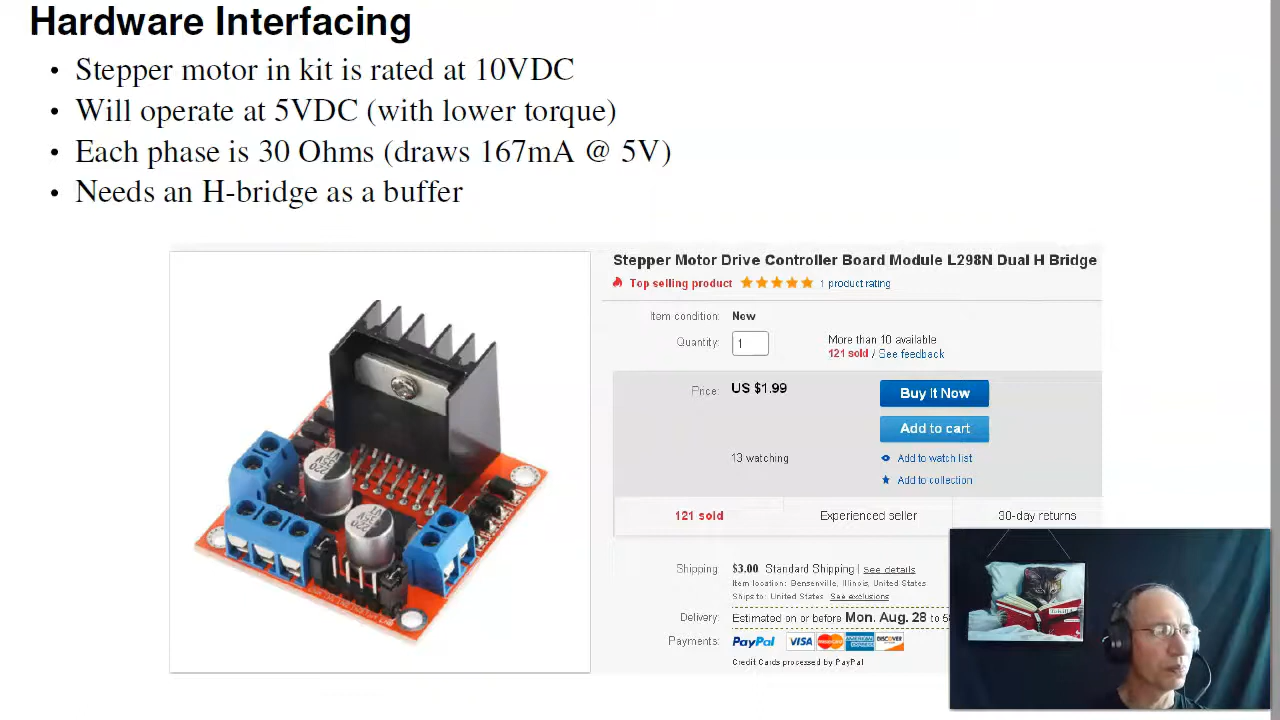 Hardware Interfacing
• Stepper motor in kit is rated at 10VDC
• Will operate at 5VDC (with lower torque)
• Each phase is 30 Ohms (draws 167mA @ 5V)
• Needs an H-bridge as a buffer
Stepper Motor Drive Controller Board Module L298N Dual H Bridge
Top selling product 1 product rating
Item condition: New
Quantity: 1
More than 10 available
121 sold / See feedback
Price: US $1.99
Buy It Now
Add to cart
13 watching
Add to watch list
Add to collection
121 sold Experienced seller 30-day returns
Shipping: $3.00 Standard Shipping | See details
Item location: Bensenville, Illinois, United States
Ships to: United States See exclusions
Delivery: Estimated on or before Mon. Aug. 28 to
Payments: PayPal VISA MasterCard AMERICAN EXPRESS DISCOVER
Credit Cards processed by PayPal